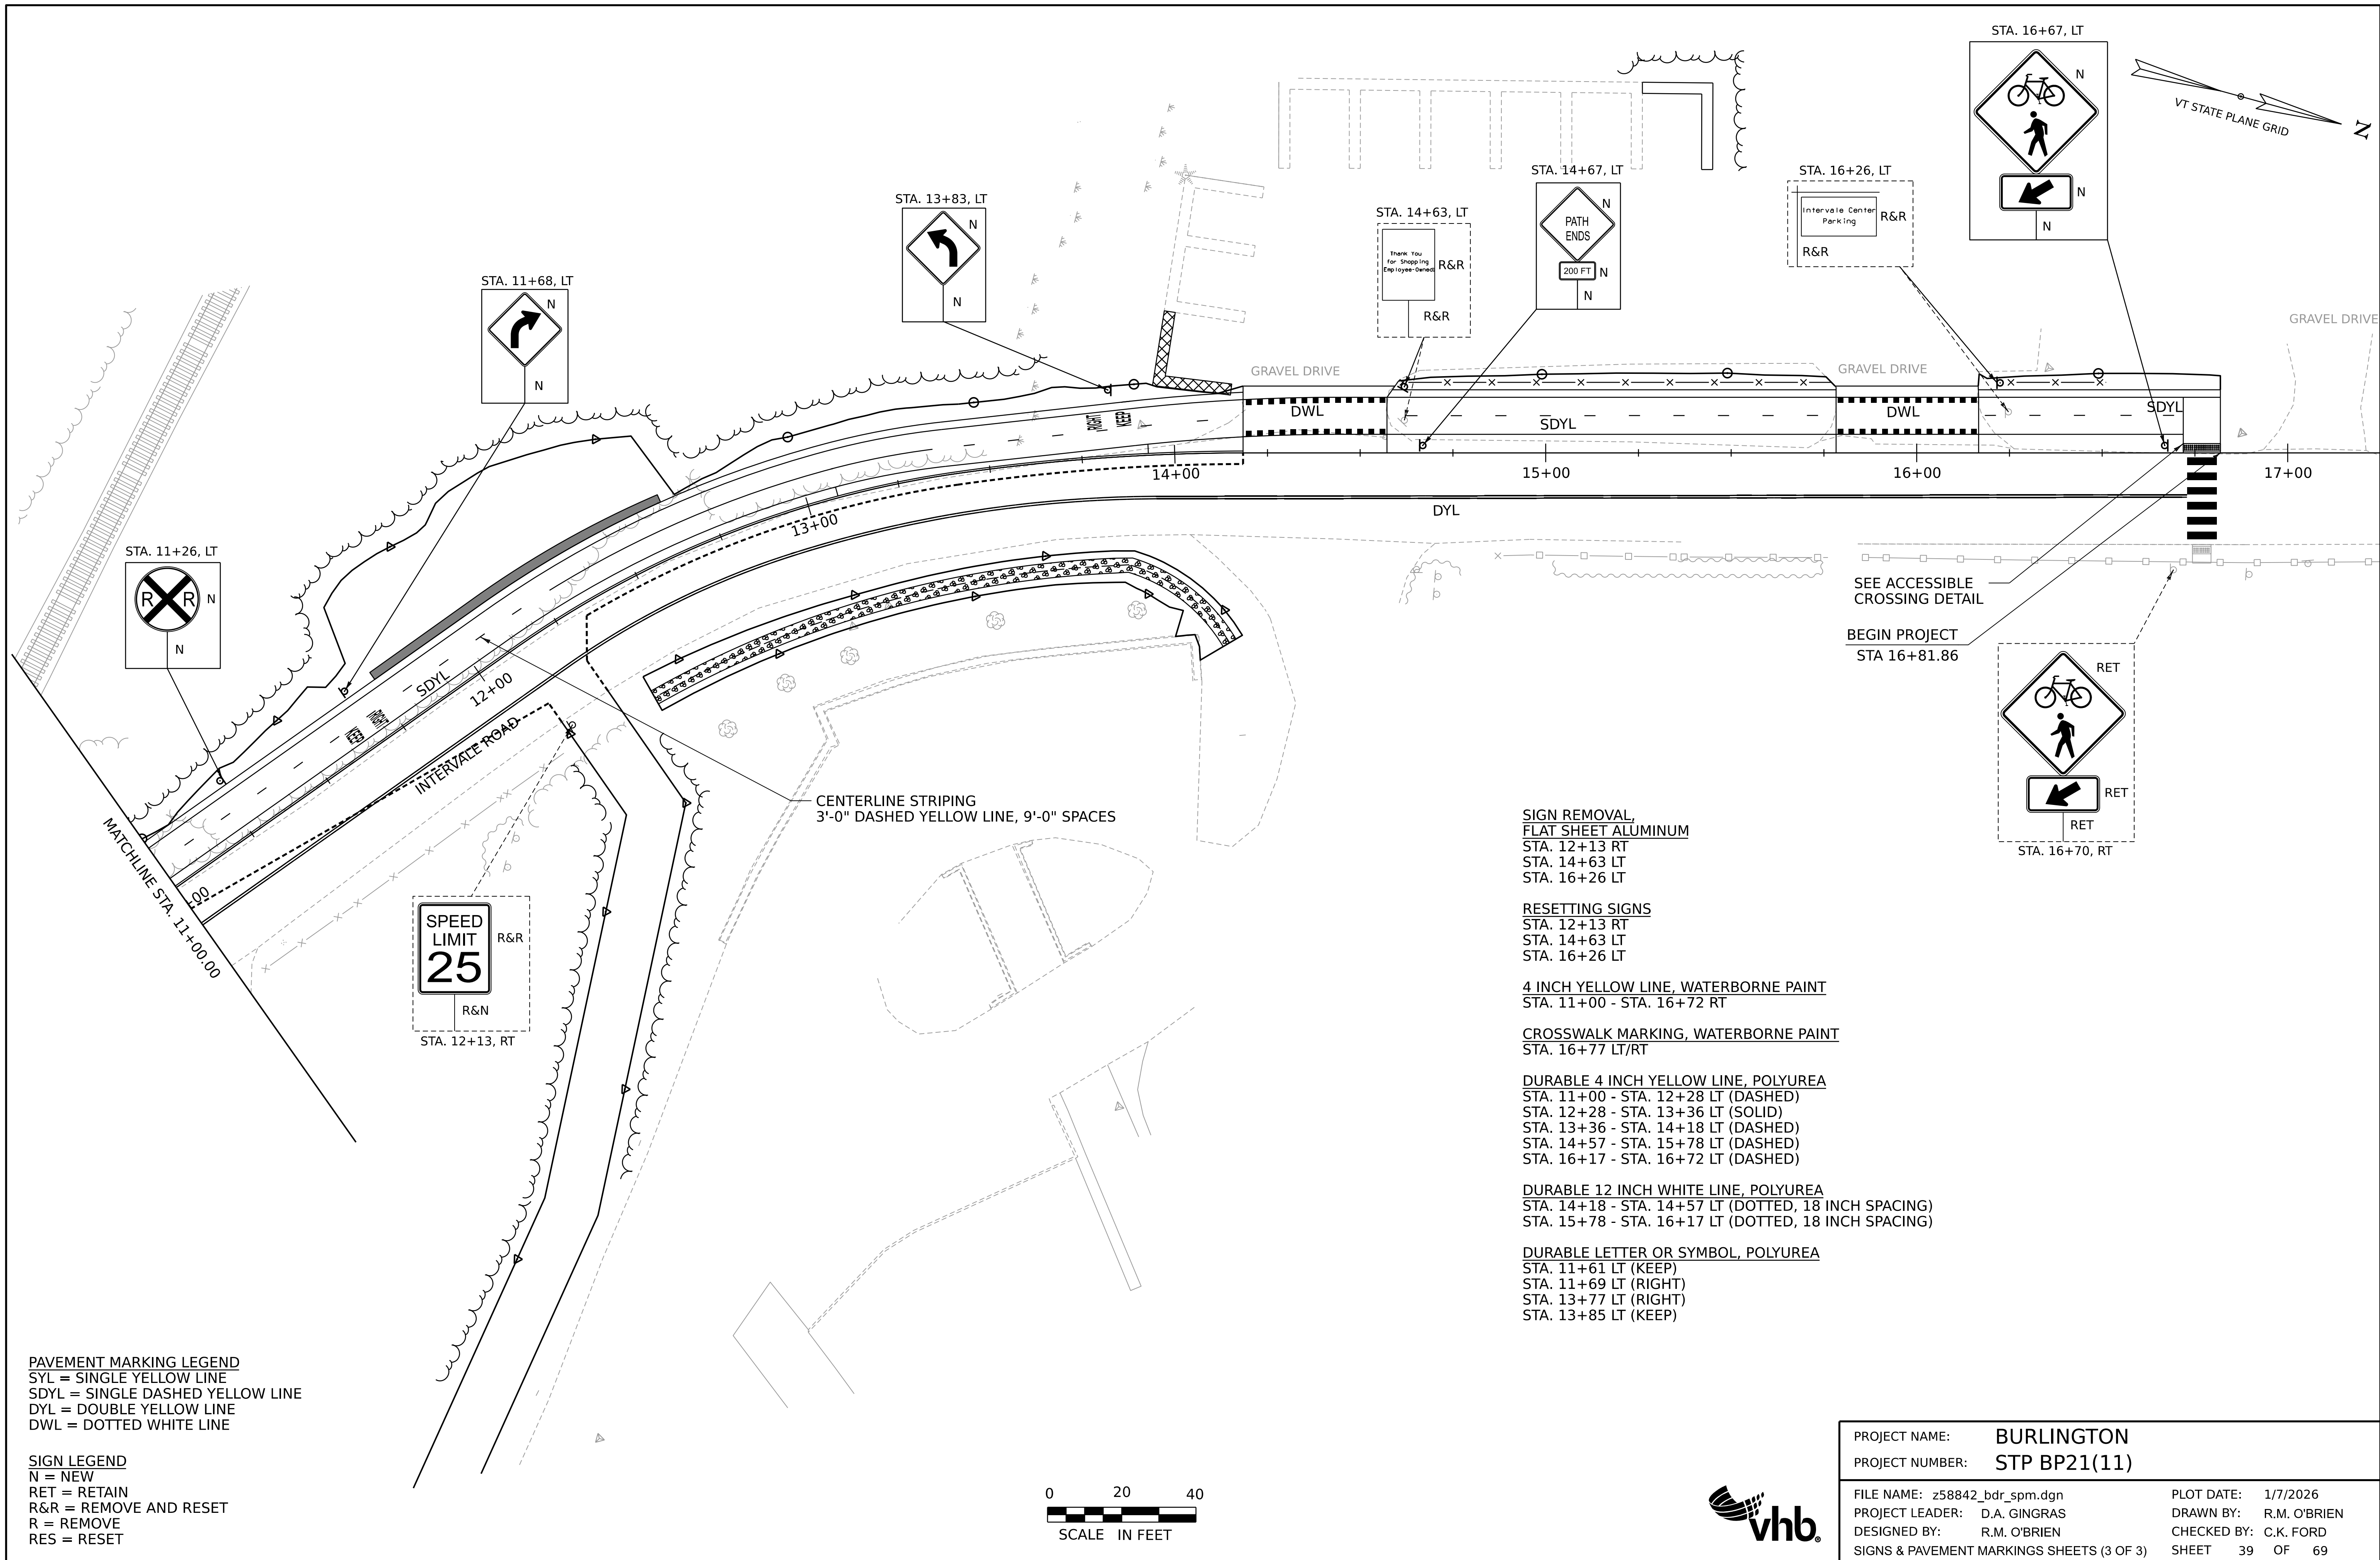 STA. 16+67, LT
N
N
N
VT STATE PLANE GRID
N
STA. 14+67, LT
PATH
ENDS
N
200 FT
N
N
STA. 16+26, LT
Intervale Center
Parking
R&R
R&R
STA. 13+83, LT
N
N
STA. 14+63, LT
Thank You
for Shopping
Employee-Owned
R&R
R&R
STA. 11+68, LT
N
N
GRAVEL DRIVE
GRAVEL DRIVE
GRAVEL DRIVE
STA. 11+26, LT
R R
N
N
RIGHT
KEEP
DWL
SDYL
DWL
SDYL
14+00
15+00
16+00
17+00
13+00
DYL
12+00
SDYL
KEEP
RIGHT
INTERVALE ROAD
+00
MATCHLINE STA. 11+00.00
SEE ACCESSIBLE
CROSSING DETAIL
BEGIN PROJECT
STA 16+81.86
RET
RET
RET
STA. 16+70, RT
CENTERLINE STRIPING
3'-0" DASHED YELLOW LINE, 9'-0" SPACES
SPEED
LIMIT
25
R&R
R&N
STA. 12+13, RT
SIGN REMOVAL,
FLAT SHEET ALUMINUM
STA. 12+13 RT
STA. 14+63 LT
STA. 16+26 LT
RESETTING SIGNS
STA. 12+13 RT
STA. 14+63 LT
STA. 16+26 LT
4 INCH YELLOW LINE, WATERBORNE PAINT
STA. 11+00 - STA. 16+72 RT
CROSSWALK MARKING, WATERBORNE PAINT
STA. 16+77 LT/RT
DURABLE 4 INCH YELLOW LINE, POLYUREA
STA. 11+00 - STA. 12+28 LT (DASHED)
STA. 12+28 - STA. 13+36 LT (SOLID)
STA. 13+36 - STA. 14+18 LT (DASHED)
STA. 14+57 - STA. 15+78 LT (DASHED)
STA. 16+17 - STA. 16+72 LT (DASHED)
DURABLE 12 INCH WHITE LINE, POLYUREA
STA. 14+18 - STA. 14+57 LT (DOTTED, 18 INCH SPACING)
STA. 15+78 - STA. 16+17 LT (DOTTED, 18 INCH SPACING)
DURABLE LETTER OR SYMBOL, POLYUREA
STA. 11+61 LT (KEEP)
STA. 11+69 LT (RIGHT)
STA. 13+77 LT (RIGHT)
STA. 13+85 LT (KEEP)
PAVEMENT MARKING LEGEND
SYL = SINGLE YELLOW LINE
SDYL = SINGLE DASHED YELLOW LINE
DYL = DOUBLE YELLOW LINE
DWL = DOTTED WHITE LINE
SIGN LEGEND
N = NEW
RET = RETAIN
R&R = REMOVE AND RESET
R = REMOVE
RES = RESET
0 20 40
SCALE IN FEET
vhb®
PROJECT NAME: BURLINGTON
PROJECT NUMBER: STP BP21(11)
FILE NAME: z58842_bdr_spm.dgn PLOT DATE: 1/7/2026
PROJECT LEADER: D.A. GINGRAS DRAWN BY: R.M. O'BRIEN
DESIGNED BY: R.M. O'BRIEN CHECKED BY: C.K. FORD
SIGNS & PAVEMENT MARKINGS SHEETS (3 OF 3) SHEET 39 OF 69